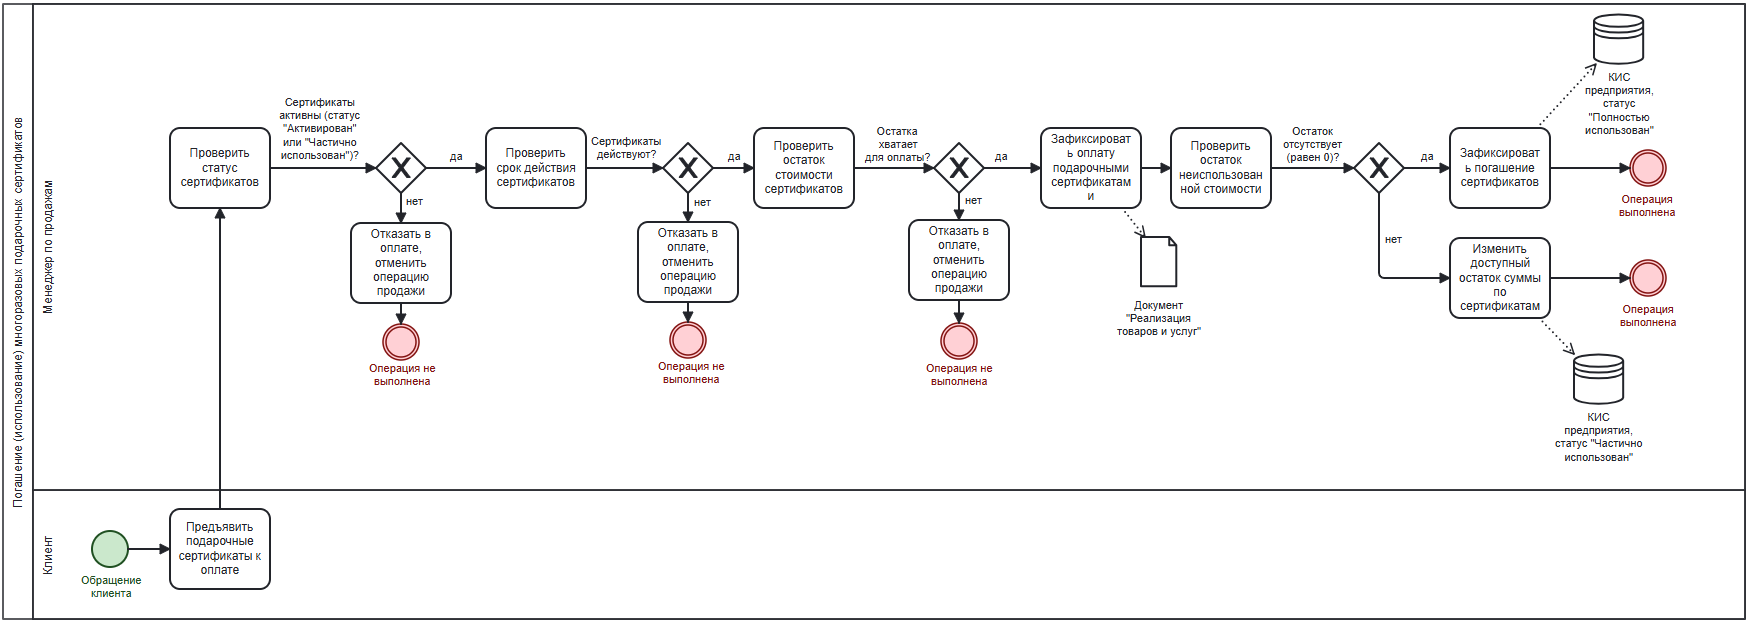 Погашение (использование) многоразовых подарочных сертификатов
Менеджер по продажам
Проверить
статус
сертификатов
Сертификаты
активны (статус
"Активирован"
или "Частично
использован")?
да
нет
Отказать в
оплате,
отменить
операцию
продажи
Операция не
выполнена
Проверить
срок действия
сертификатов
Сертификаты
действуют?
да
нет
Отказать в
оплате,
отменить
операцию
продажи
Операция не
выполнена
Проверить
остаток
стоимости
сертификатов
Остатка
хватает
для оплаты?
да
нет
Отказать в
оплате,
отменить
операцию
продажи
Операция не
выполнена
Зафиксироват
ь оплату
подарочными
сертификатам
и
Документ
"Реализация
товаров и услуг"
Проверить
остаток
неиспользован
ной стоимости
Остаток
отсутствует
(равен 0)?
да
нет
Зафиксироват
ь погашение
сертификатов
КИС
предприятия,
статус
"Полностью
использован"
Операция
выполнена
Изменить
доступный
остаток суммы
по
сертификатам
Операция
выполнена
КИС
предприятия,
статус "Частично
использован"
Клиент
Обращение
клиента
Предъявить
подарочные
сертификаты к
оплате